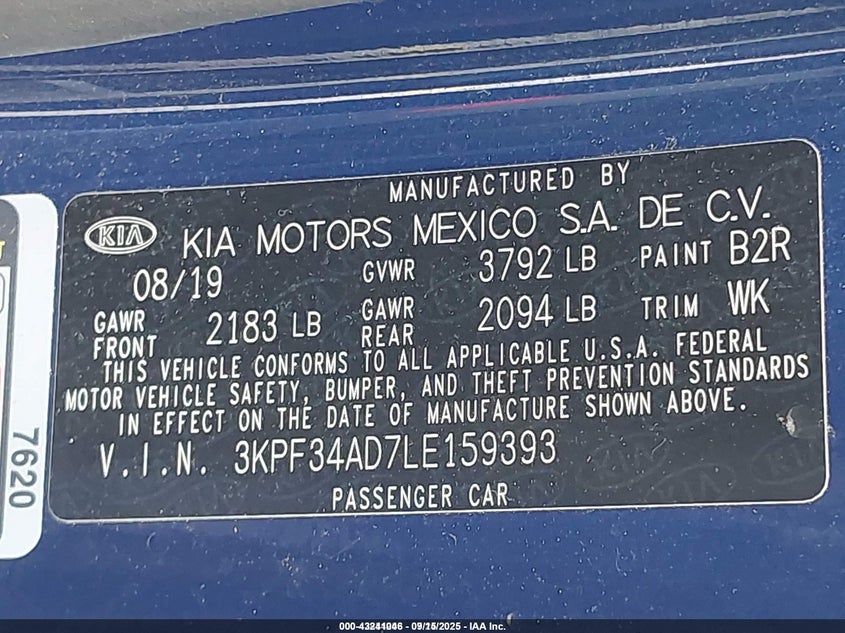 MANUFACTURED BY
KIA KIA MOTORS MEXICO S.A. DE C.V.
08/19 GVWR 3792 LB PAINT B2R
GAWR FRONT 2183 LB GAWR REAR 2094 LB TRIM WK
THIS VEHICLE CONFORMS TO ALL APPLICABLE U.S.A. FEDERAL
MOTOR VEHICLE SAFETY, BUMPER, AND THEFT PREVENTION STANDARDS
IN EFFECT ON THE DATE OF MANUFACTURE SHOWN ABOVE.
V.I.N. 3KPF34AD7LE159393
PASSENGER CAR
7620
IAA Inc.